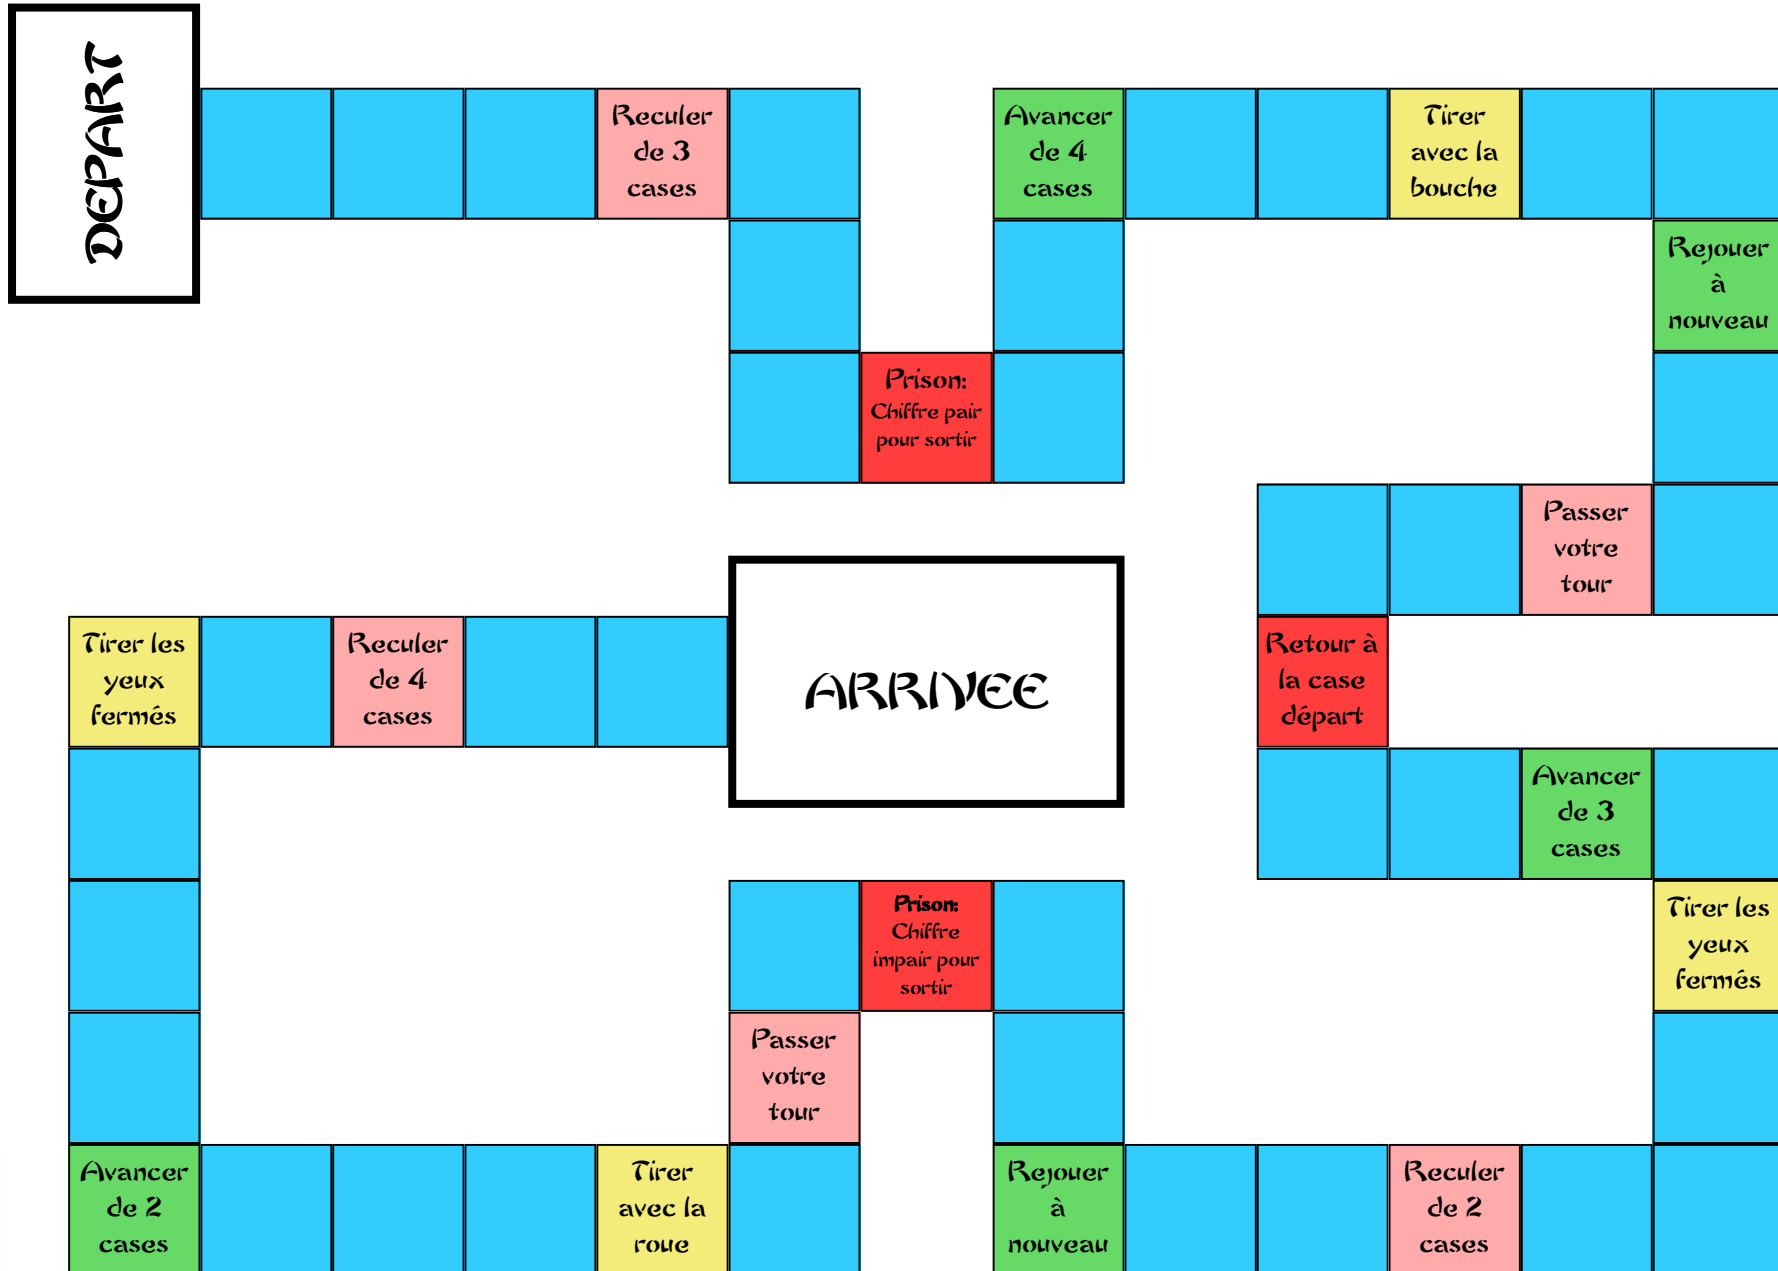 DEPART
Reculer
de 3
cases
Avancer
de 4
cases
Tirer
avec la
bouche
Rejouer
à
nouveau
Prison:
Chiffre pair
pour sortir
Passer
votre
tour
Tirer les
yeux
fermés
Reculer
de 4
cases
ARRIVEE
Retour à
la case
départ
Avancer
de 3
cases
Prison:
Chiffre
impair pour
sortir
Tirer les
yeux
fermés
Passer
votre
tour
Avancer
de 2
cases
Tirer
avec la
roue
Rejouer
à
nouveau
Reculer
de 2
cases